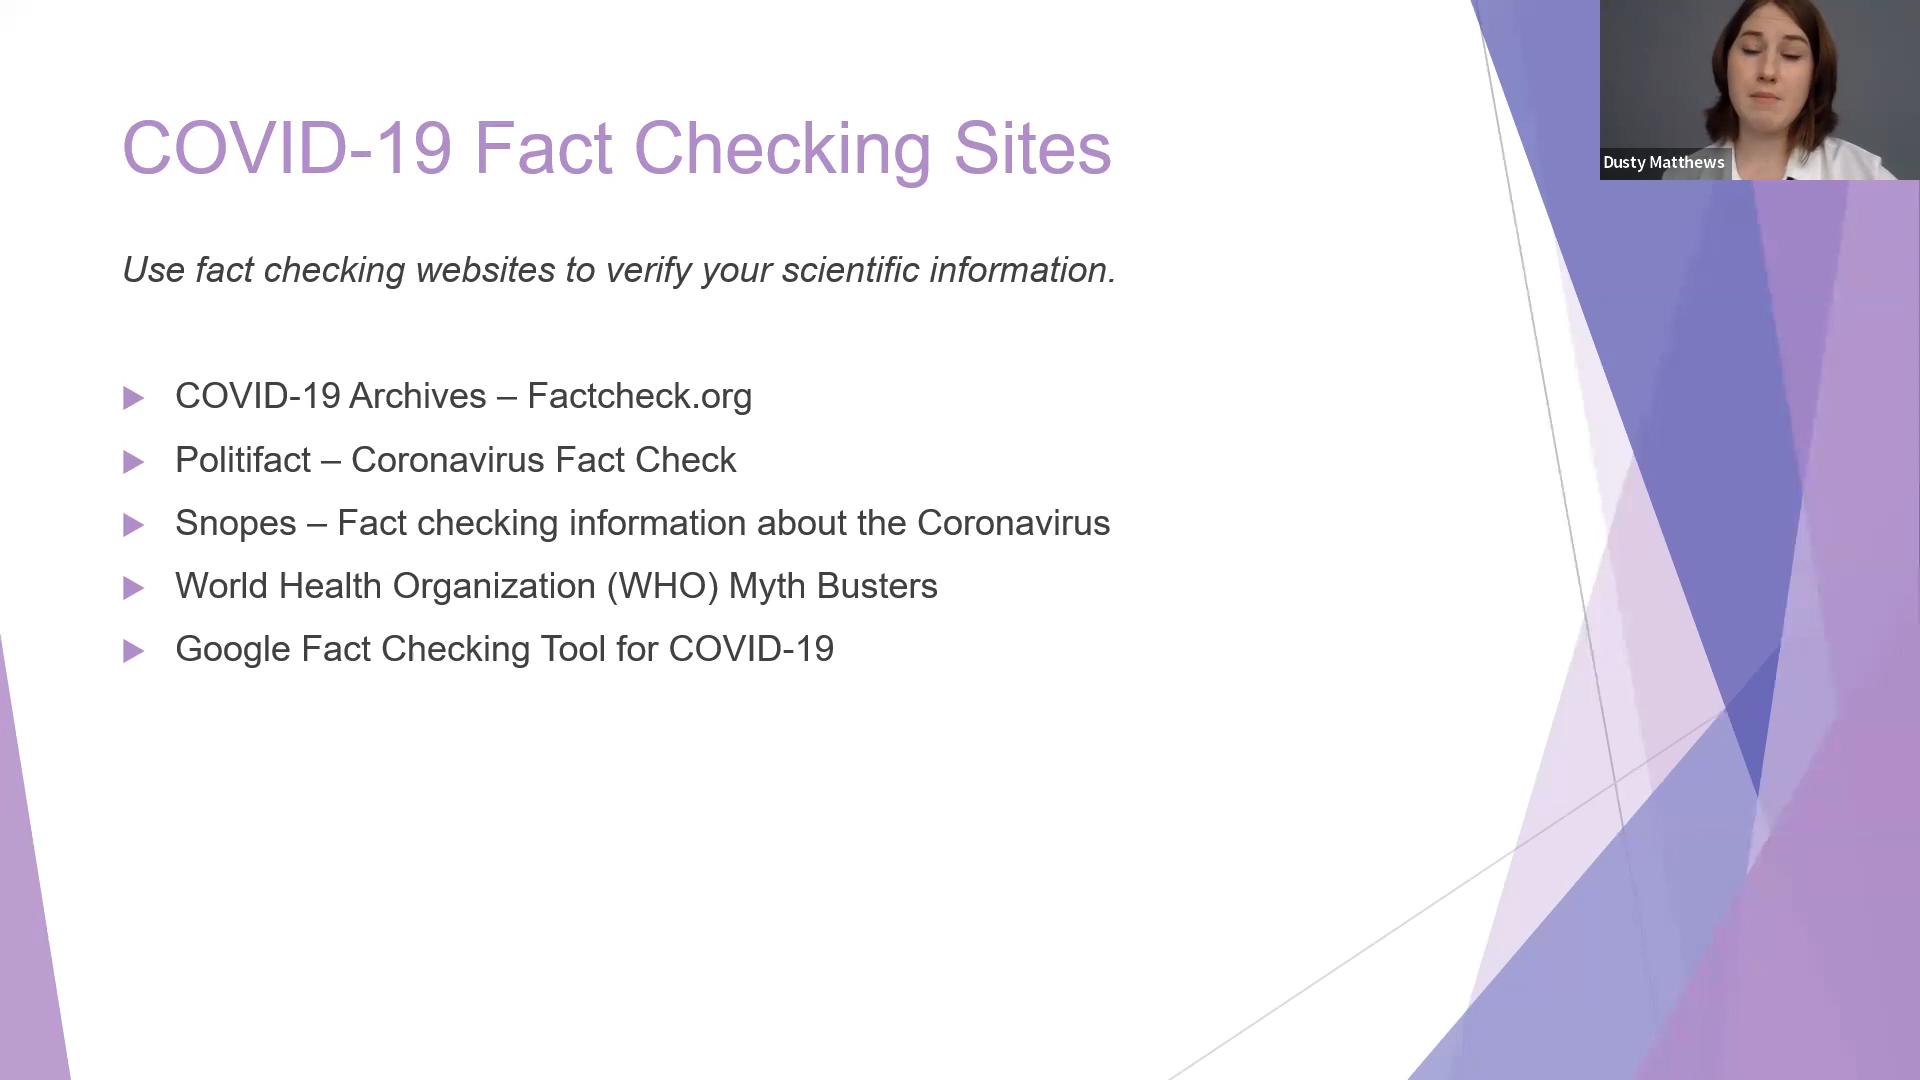 COVID-19 Fact Checking Sites
Use fact checking websites to verify your scientific information.
COVID-19 Archives – Factcheck.org
Politifact – Coronavirus Fact Check
Snopes – Fact checking information about the Coronavirus
World Health Organization (WHO) Myth Busters
Google Fact Checking Tool for COVID-19
Dusty Matthews